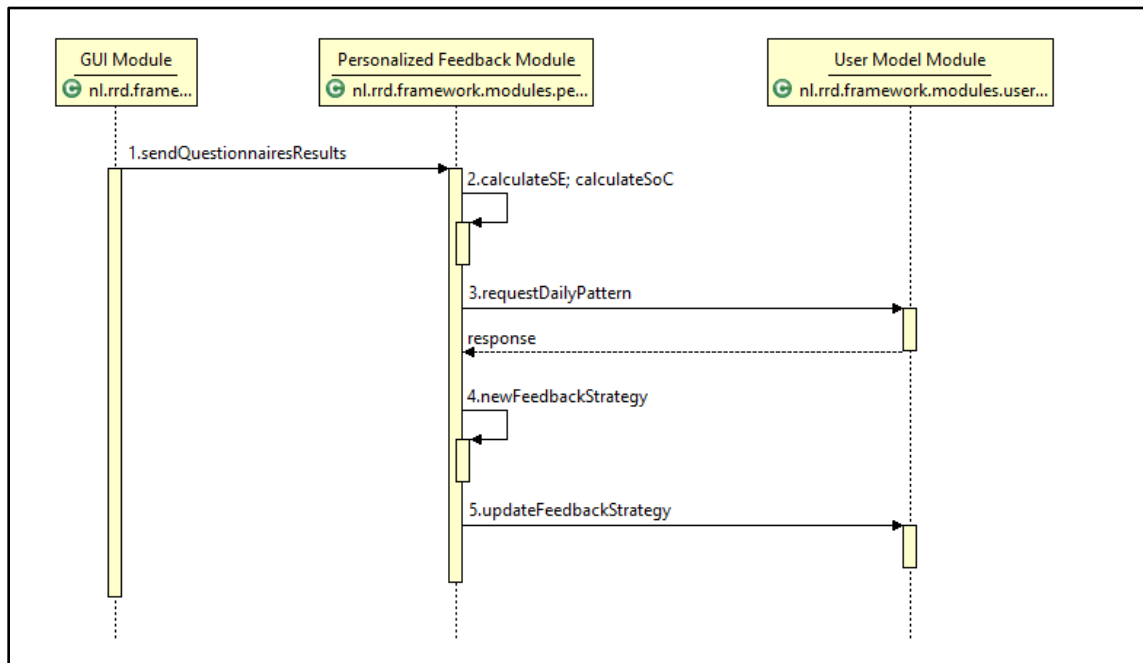 GUI Module
nl.rrd.frame...
Personalized Feedback Module
nl.rrd.framework.modules.pe...
User Model Module
nl.rrd.framework.modules.user...
1.sendQuestionnairesResults
2.calculateSE; calculateSoC
3.requestDailyPattern
response
4.newFeedbackStrategy
5.updateFeedbackStrategy